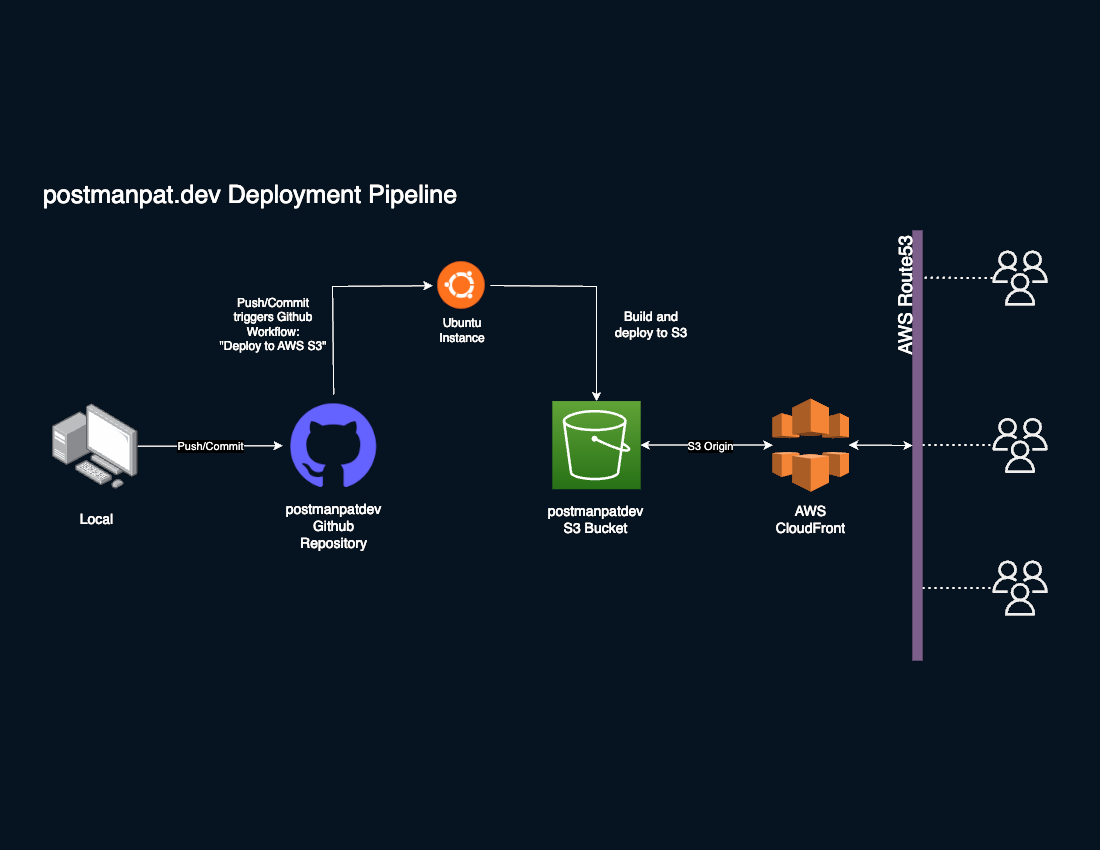 postmanpat.dev Deployment Pipeline
Push/Commit
triggers Github
Workflow:
"Deploy to AWS S3"
Ubuntu
Instance
Build and
deploy to S3
AWS Route53
Push/Commit
S3 Origin
Local
postmanpatdev
Github
Repository
postmanpatdev
S3 Bucket
AWS
CloudFront